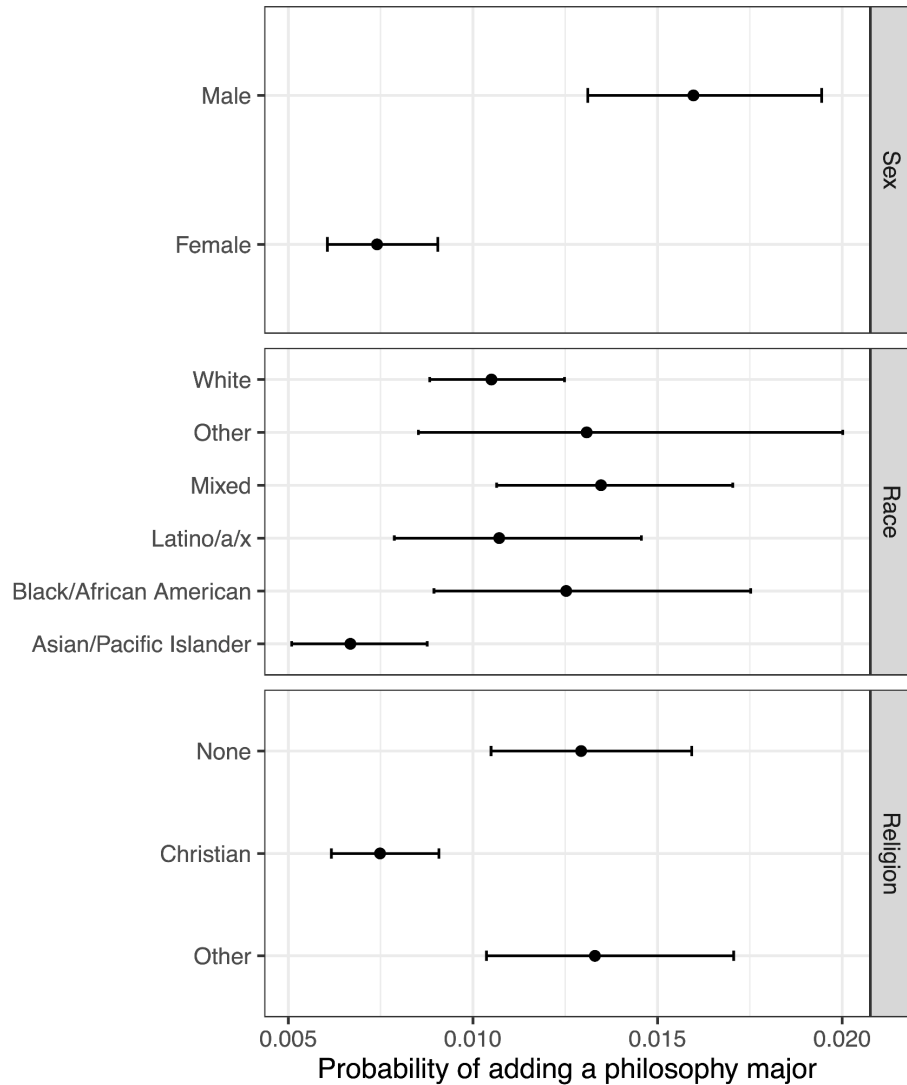 Male
Female
Sex
White
Other
Mixed
Latino/a/x
Black/African American
Asian/Pacific Islander
Race
None
Christian
Other
Religion
0.005 0.010 0.015 0.020
Probability of adding a philosophy major